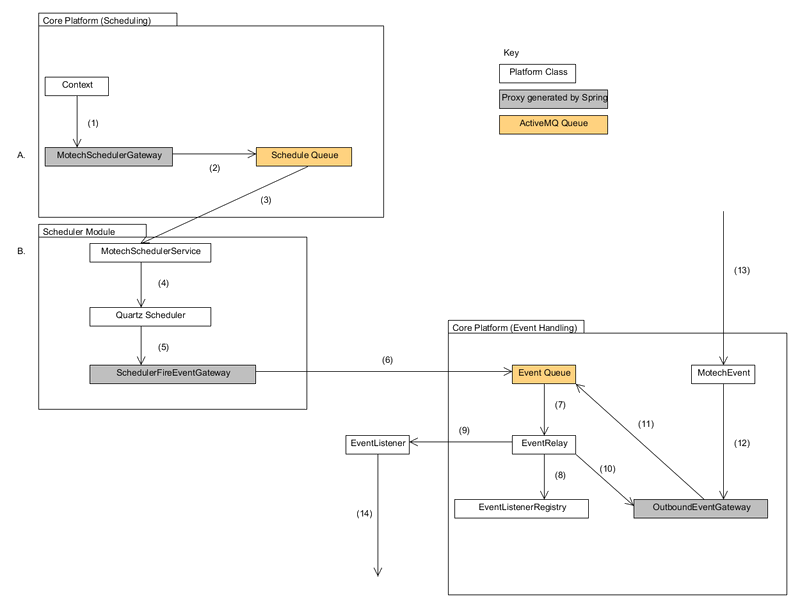 Core Platform (Scheduling)
Key
Context
Platform Class
Proxy generated by Spring
(1)
ActiveMQ Queue
A.
MotechSchedulerGateway
Schedule Queue
(2)
(3)
Scheduler Module
B.
MotechSchedulerService
(13)
(4)
Quartz Scheduler
Core Platform (Event Handling)
(5)
(6)
SchedulerFireEventGateway
Event Queue
MotechEvent
(7)
(11)
(9)
EventListener
EventRelay
(12)
(10)
(8)
EventListenerRegistry
OutboundEventGateway
(14)